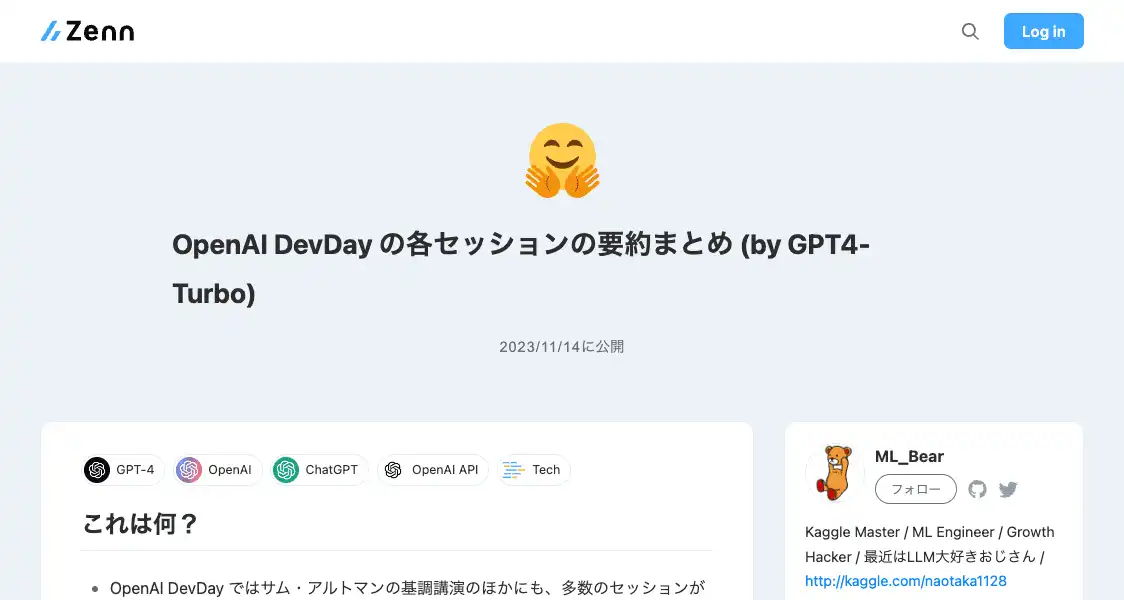 Zenn
Log in
OpenAI DevDay の各セッションの要約まとめ (by GPT4-
Turbo)
2023/11/14に公開
GPT-4
OpenAI
ChatGPT
OpenAI API
Tech
これは何？
OpenAI DevDay ではサム・アルトマンの基調講演のほかにも、多数のセッションが
ML_Bear
フォロー
Kaggle Master / ML Engineer / Growth
Hacker / 最近はLLM大好きおじさん /
http://kaggle.com/naotaka1128